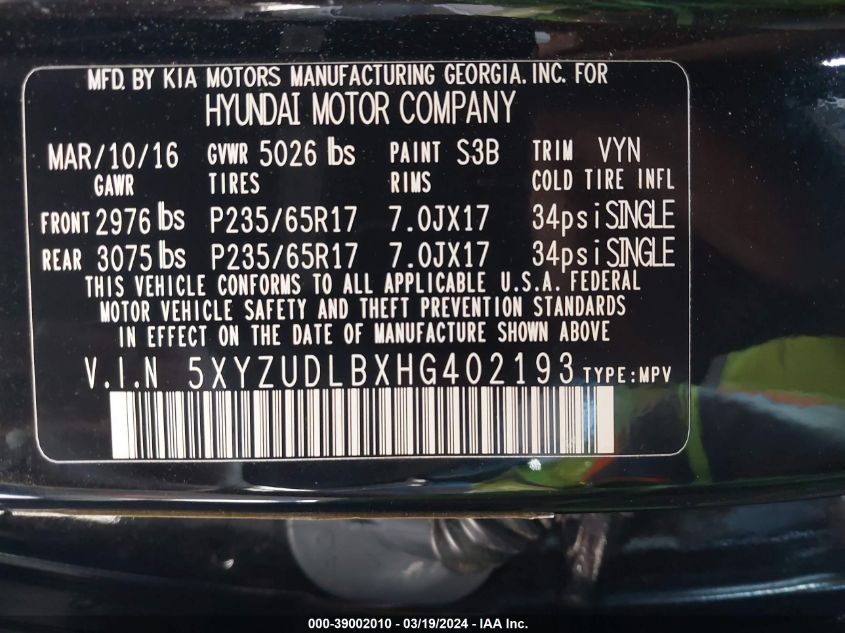 MFD. BY KIA MOTORS MANUFACTURING GEORGIA. INC. FOR
HYUNDAI MOTOR COMPANY
MAR/10/16 GVWR 5026 lbs PAINT S3B TRIM VYN
GAWR TIRES RIMS COLD TIRE INFL
FRONT 2976 lbs P235/65R17 7.0JX17 34psi SINGLE
REAR 3075 lbs P235/65R17 7.0JX17 34psi SINGLE
THIS VEHICLE CONFORMS TO ALL APPLICABLE U.S.A. FEDERAL
MOTOR VEHICLE SAFETY AND THEFT PREVENTION STANDARDS
IN EFFECT ON THE DATE OF MANUFACTURE SHOWN ABOVE
V.I.N 5XYZUDLBXHG402193 TYPE:MPV
000-39002010 - 03/19/2024 - IAA Inc.